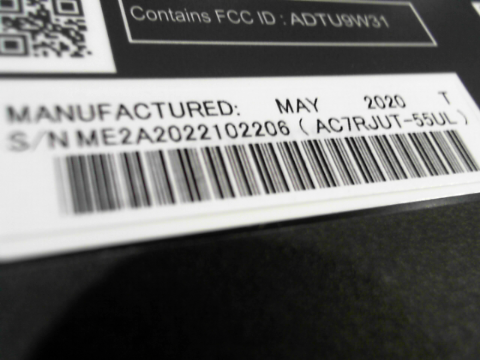 Contains FCC ID : ADTU9W31
MANUFACTURED: MAY 2020 T
S/N ME2A2022102206 ( AC7RJUT-55UL )